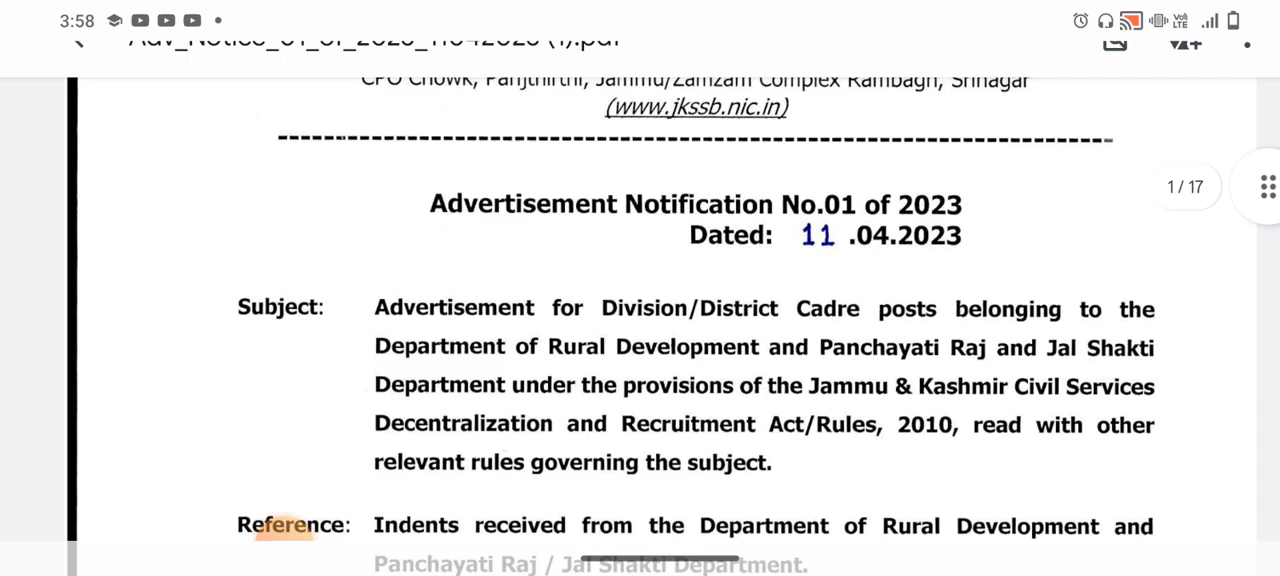 3:58
Adv_Notice_01_of_2023_11042023 (1).pdf
CPO Chowk, Panjthirthi, Jammu/Zamzam Complex Rambagh, Srinagar
(www.jkssb.nic.in)
1 / 17
Advertisement Notification No.01 of 2023
Dated: 11 .04.2023
Subject: Advertisement for Division/District Cadre posts belonging to the
Department of Rural Development and Panchayati Raj and Jal Shakti
Department under the provisions of the Jammu & Kashmir Civil Services
Decentralization and Recruitment Act/Rules, 2010, read with other
relevant rules governing the subject.
Reference: Indents received from the Department of Rural Development and
Panchayati Raj / Jal Shakti Department.